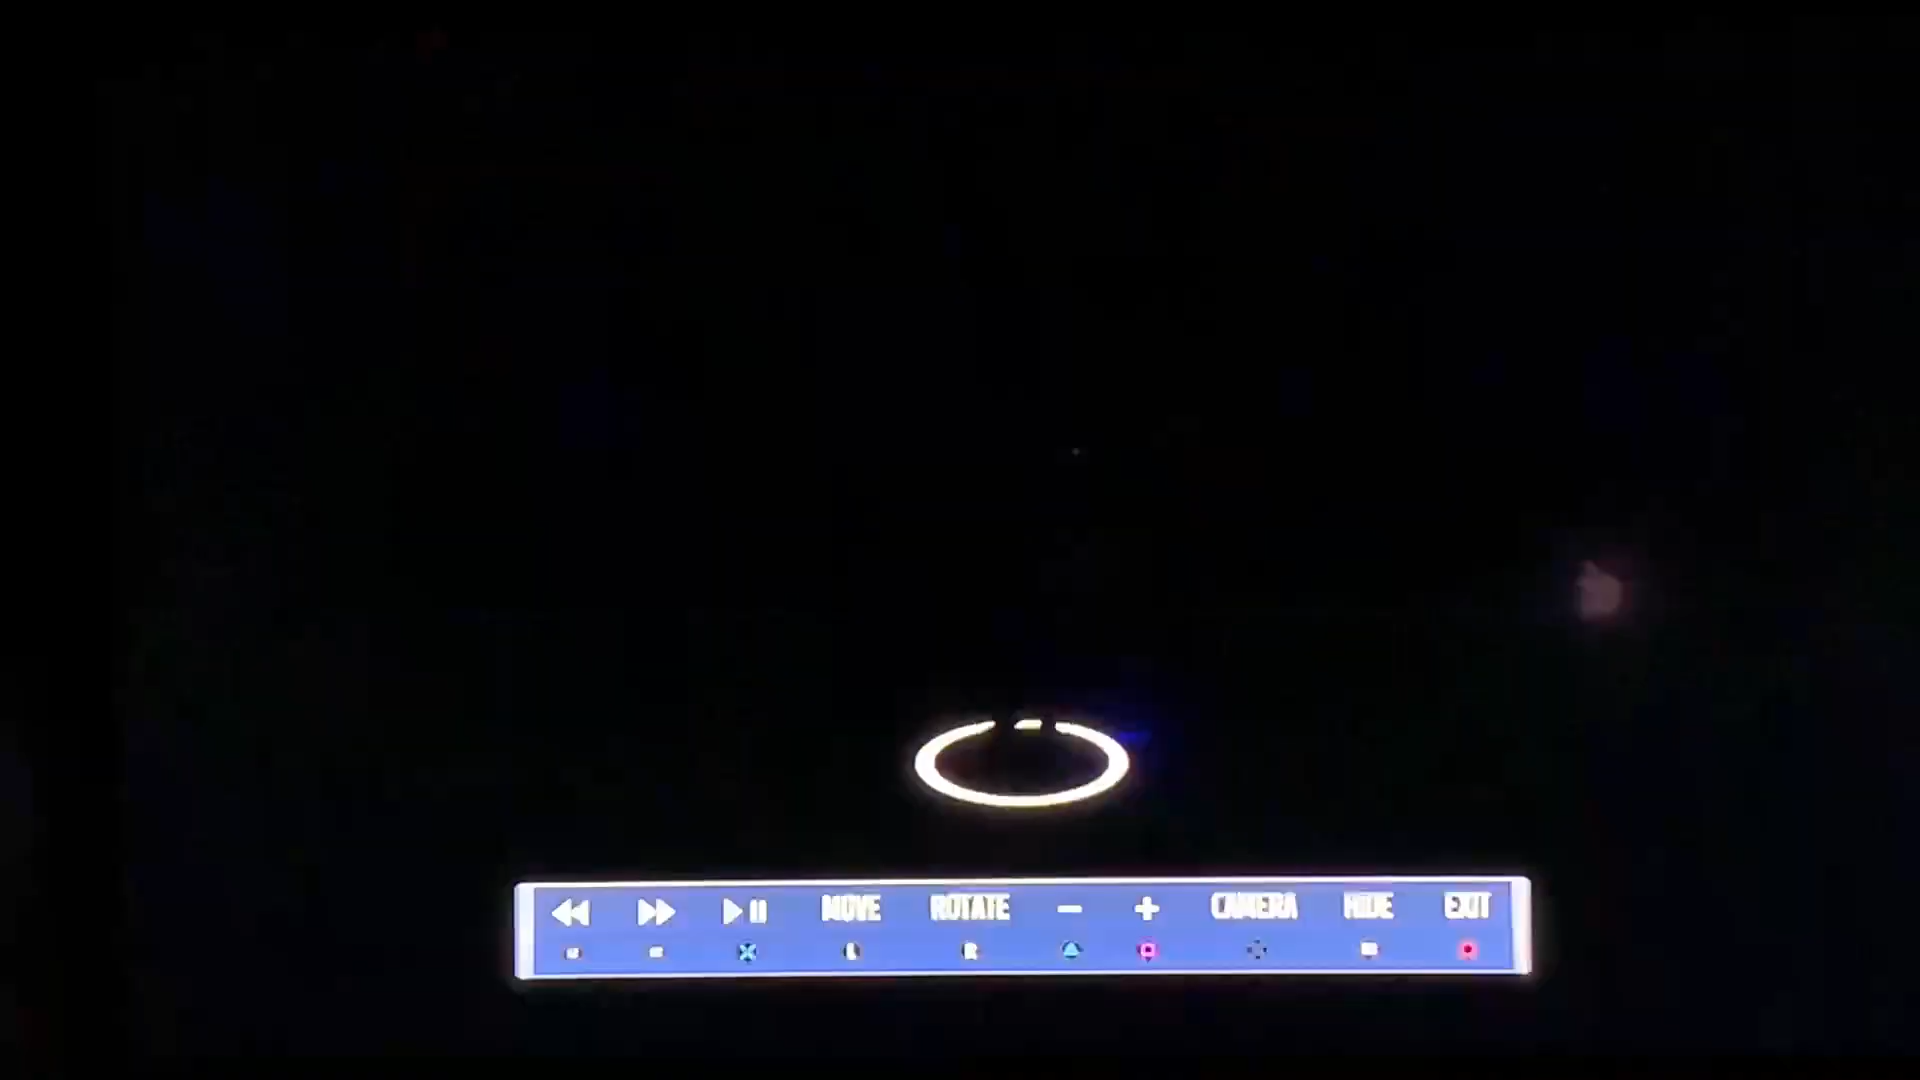 MOVE ROTATE − + CAMERA HIDE EXIT
L R